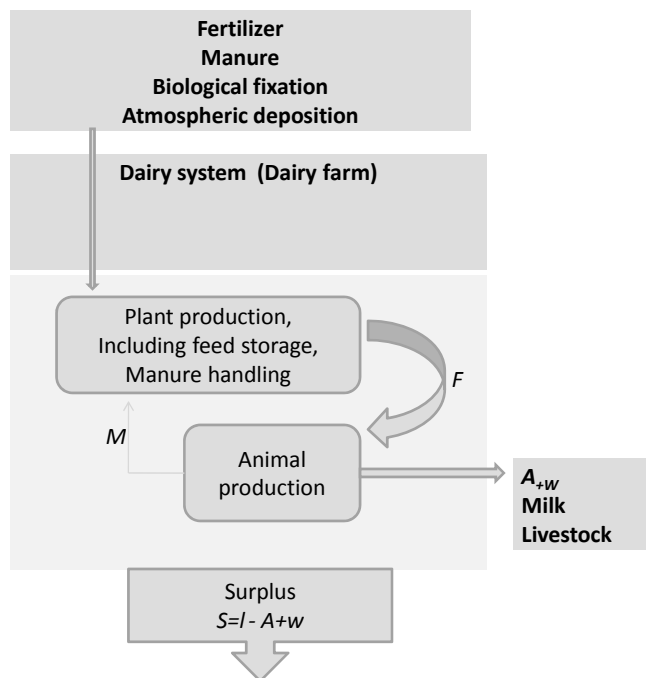 Fertilizer
Manure
Biological fixation
Atmospheric deposition
Dairy system (Dairy farm)
Plant production,
Including feed storage,
Manure handling
F
M
Animal
production
A+W
Milk
Livestock
Surplus
S=l - A+w